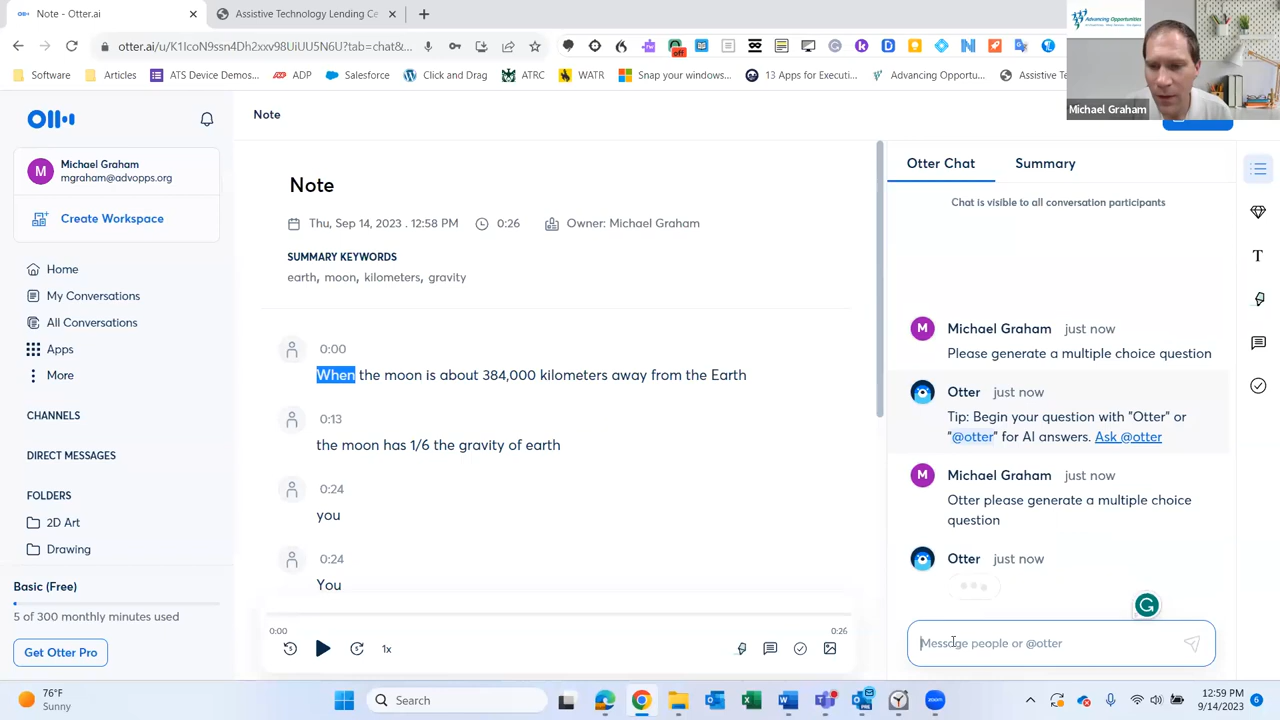 Note - Otter.ai
Assistive Technology Lending
otter.ai/u/
off
Software
Articles
ATS Device Demos...
ADP
Salesforce
Click and Drag
ATRC
WATR
Snap your windows...
13 Apps for Executi...
Advancing Opportu...
Assistive Te
Advancing Opportunities
Michael Graham
Note
M
Michael Graham
mgraham@advopps.org
Create Workspace
Home
My Conversations
All Conversations
Apps
More
CHANNELS
DIRECT MESSAGES
FOLDERS
2D Art
Drawing
Basic (Free)
5 of 300 monthly minutes used
Get Otter Pro
Note
Thu, Sep 14, 2023 . 12:58 PM
0:26
Owner: Michael Graham
SUMMARY KEYWORDS
earth, moon, kilometers, gravity
0:00
When the moon is about 384,000 kilometers away from the Earth
0:13
the moon has 1/6 the gravity of earth
0:24
you
0:24
You
0:00
0:26
1x
Otter Chat
Summary
Chat is visible to all conversation participants
M
Michael Graham just now
Please generate a multiple choice question
Otter just now
Tip: Begin your question with "Otter" or
"@otter" for AI answers. Ask @otter
M
Michael Graham just now
Otter please generate a multiple choice
question
Otter just now
Message people or @otter
T
76°F
Sunny
Search
12:59 PM
9/14/2023
6
zoom